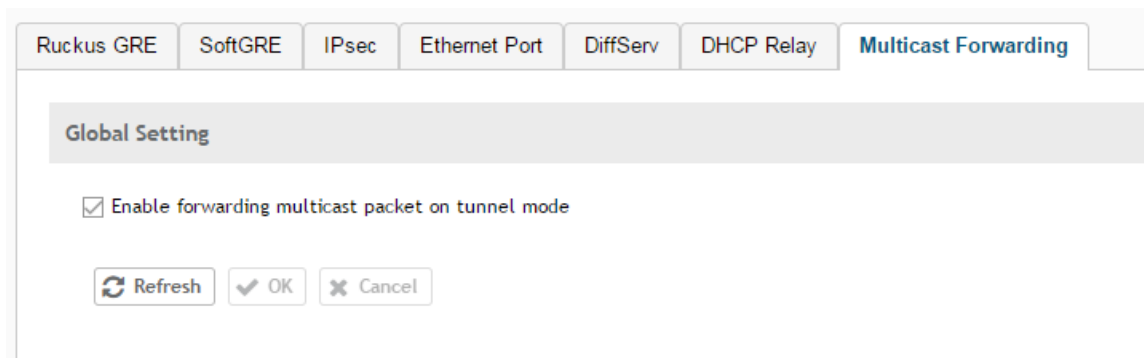 Ruckus GRE SoftGRE IPsec Ethernet Port DiffServ DHCP Relay Multicast Forwarding
Global Setting
Enable forwarding multicast packet on tunnel mode
Refresh OK Cancel